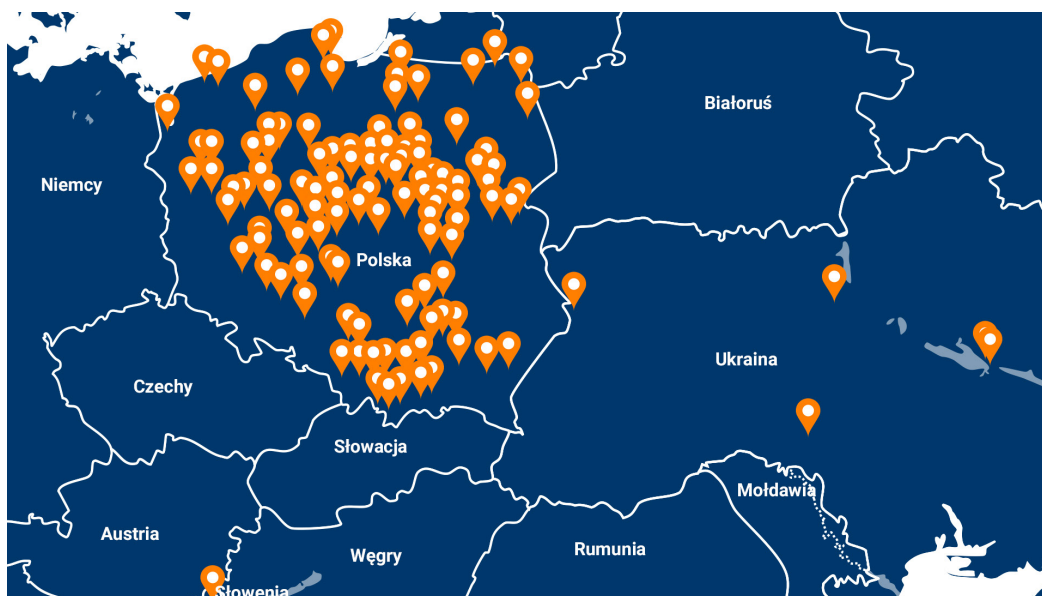 Białoruś
Niemcy
Polska
Ukraina
Czechy
Słowacja
Mołdawia
Austria
Węgry
Rumunia
Słowenia